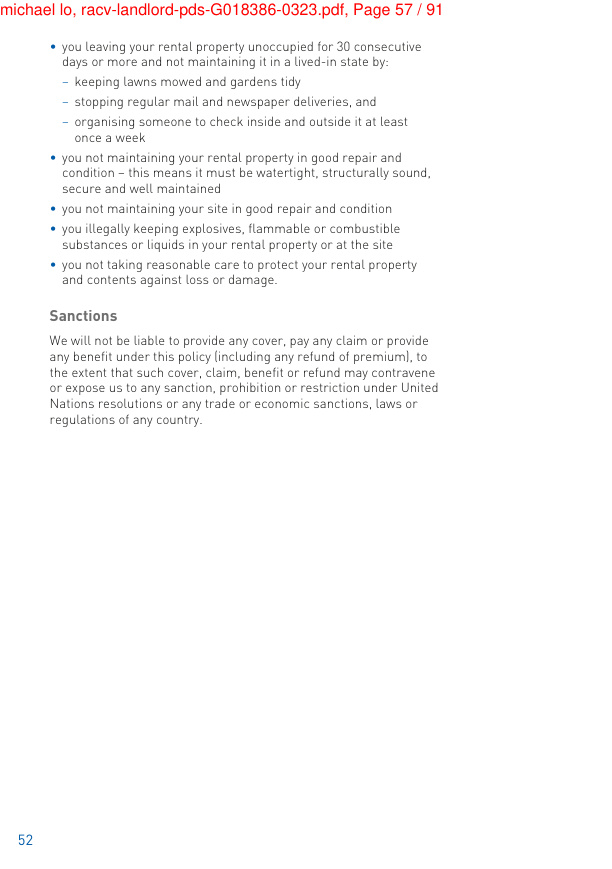 michael lo, racv-landlord-pds-G018386-0323.pdf, Page 57 / 91
• you leaving your rental property unoccupied for 30 consecutive
days or more and not maintaining it in a lived-in state by:
– keeping lawns mowed and gardens tidy
– stopping regular mail and newspaper deliveries, and
– organising someone to check inside and outside it at least
once a week
• you not maintaining your rental property in good repair and
condition – this means it must be watertight, structurally sound,
secure and well maintained
• you not maintaining your site in good repair and condition
• you illegally keeping explosives, flammable or combustible
substances or liquids in your rental property or at the site
• you not taking reasonable care to protect your rental property
and contents against loss or damage.
Sanctions
We will not be liable to provide any cover, pay any claim or provide
any benefit under this policy (including any refund of premium), to
the extent that such cover, claim, benefit or refund may contravene
or expose us to any sanction, prohibition or restriction under United
Nations resolutions or any trade or economic sanctions, laws or
regulations of any country.
52